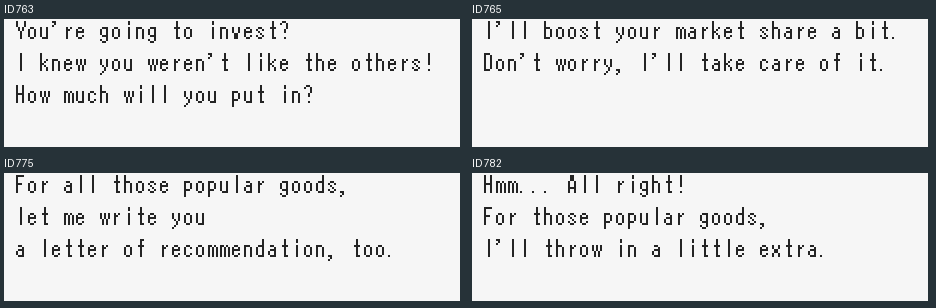 ID763
You're going to invest?
I knew you weren't like the others!
How much will you put in?
ID765
I'll boost your market share a bit.
Don't worry, I'll take care of it.
ID775
For all those popular goods,
let me write you
a letter of recommendation, too.
ID782
Hmm... All right!
For those popular goods,
I'll throw in a little extra.